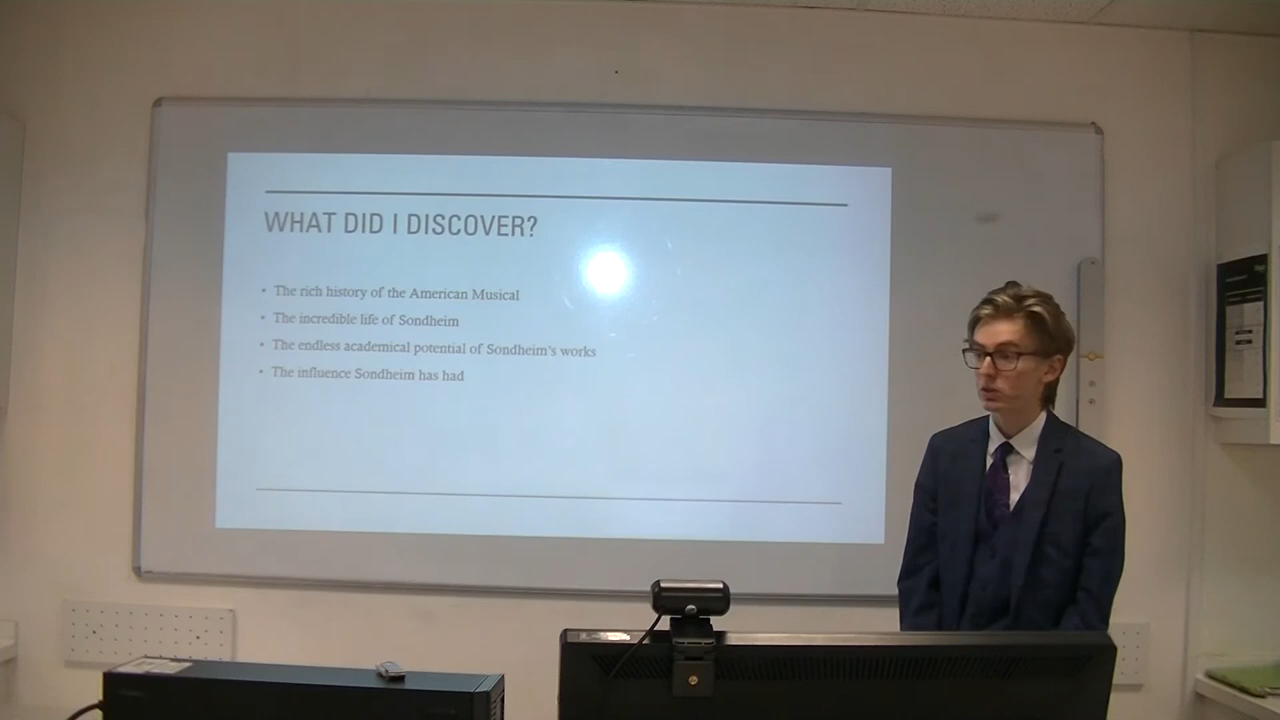 WHAT DID I DISCOVER?
• The rich history of the American Musical
• The incredible life of Sondheim
• The endless academical potential of Sondheim's works
• The influence Sondheim has had